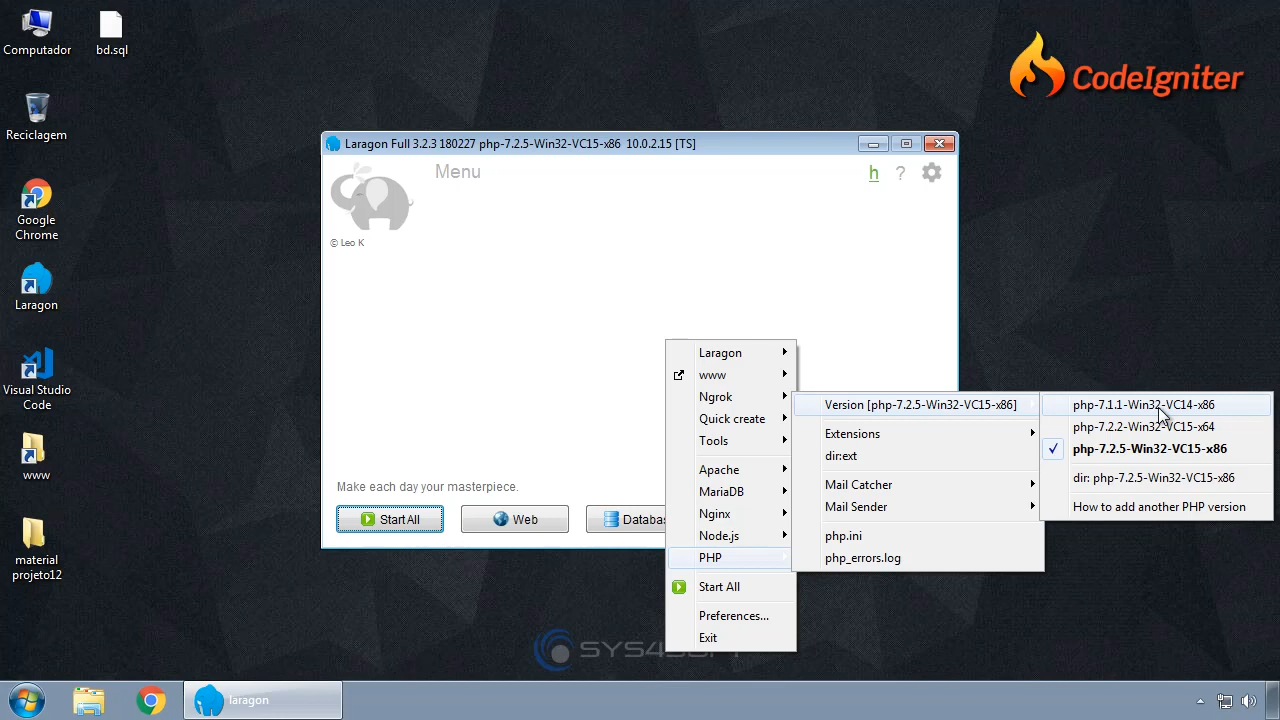 Computador
bd.sql
Reciclagem
Google
Chrome
Laragon
Visual Studio
Code
www
material
projeto12
CodeIgniter
Laragon Full 3.2.3 180227 php-7.2.5-Win32-VC15-x86 10.0.2.15 [TS]
Menu
h
?
© Leo K
Make each day your masterpiece.
Start All
Web
Laragon
www
Ngrok
Quick create
Tools
Apache
MariaDB
Nginx
Node.js
PHP
Start All
Preferences...
Exit
Version [php-7.2.5-Win32-VC15-x86]
Extensions
dir:ext
Mail Catcher
Mail Sender
php.ini
php_errors.log
php-7.1.1-Win32-VC14-x86
php-7.2.2-Win32-VC15-x64
php-7.2.5-Win32-VC15-x86
dir: php-7.2.5-Win32-VC15-x86
How to add another PHP version
laragon